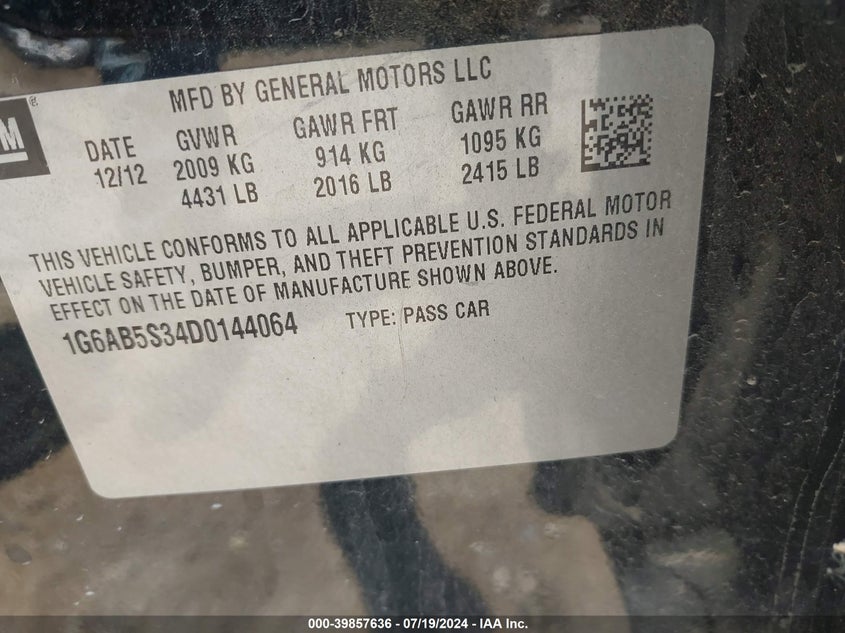 GM®
MFD BY GENERAL MOTORS LLC
DATE GVWR GAWR FRT GAWR RR
12/12 2009 KG 914 KG 1095 KG
4431 LB 2016 LB 2415 LB
THIS VEHICLE CONFORMS TO ALL APPLICABLE U.S. FEDERAL MOTOR
VEHICLE SAFETY, BUMPER, AND THEFT PREVENTION STANDARDS IN
EFFECT ON THE DATE OF MANUFACTURE SHOWN ABOVE.
1G6AB5S34D0144064 TYPE: PASS CAR
000-39857636 - 07/19/2024 - IAA Inc.